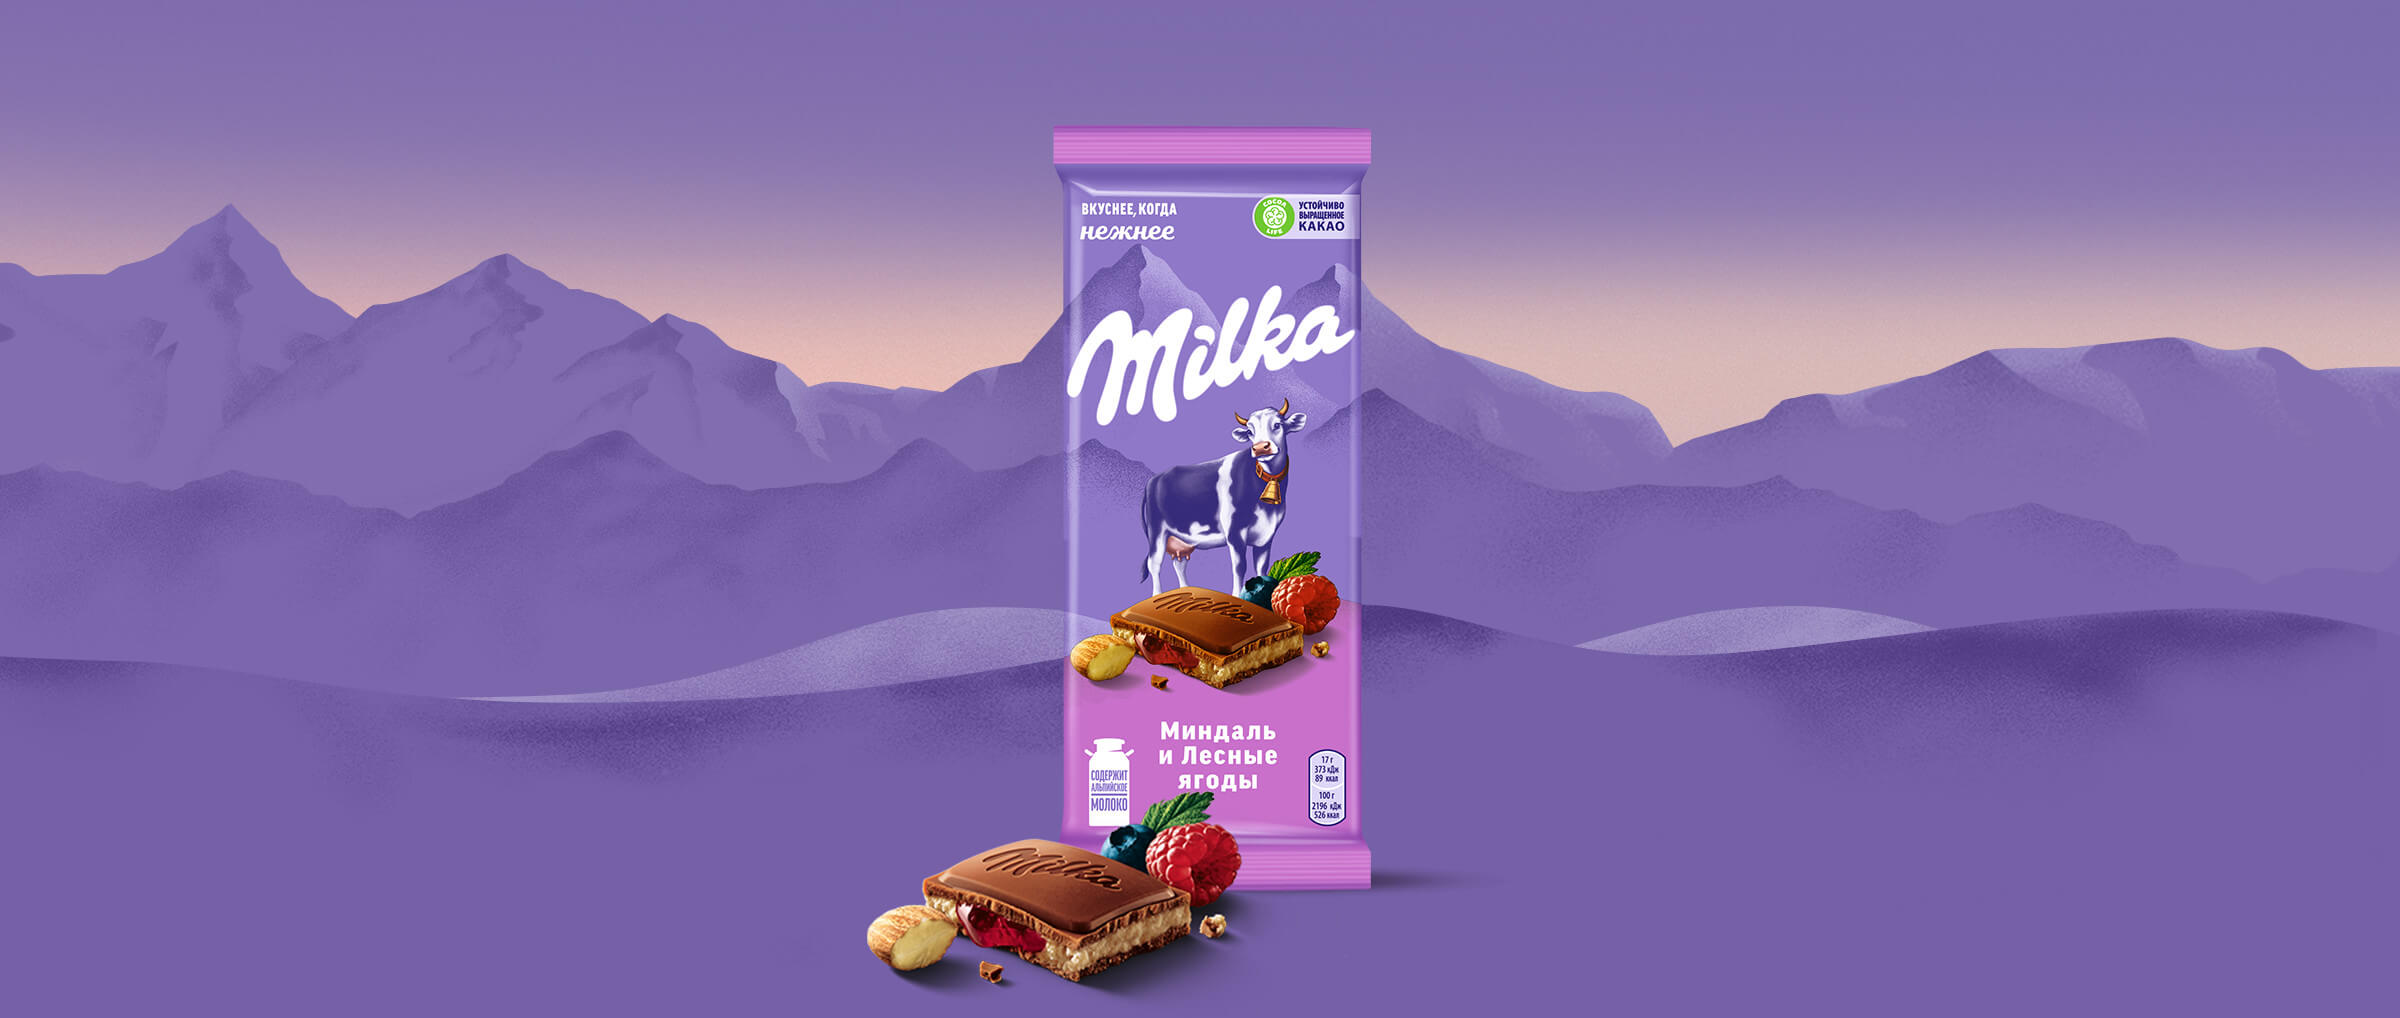 ВКУСНЕЕ, КОГДА
нежнее
COCOA
LIFE
УСТОЙЧИВО
ВЫРАЩЕННОЕ
КАКАО
Milka
Milka
Миндаль
и Лесные
ягоды
СОДЕРЖИТ
АЛЬПИЙСКОЕ
МОЛОКО
17 г
373 кДж
89 ккал
100 г
2196 кДж
526 ккал
Milka